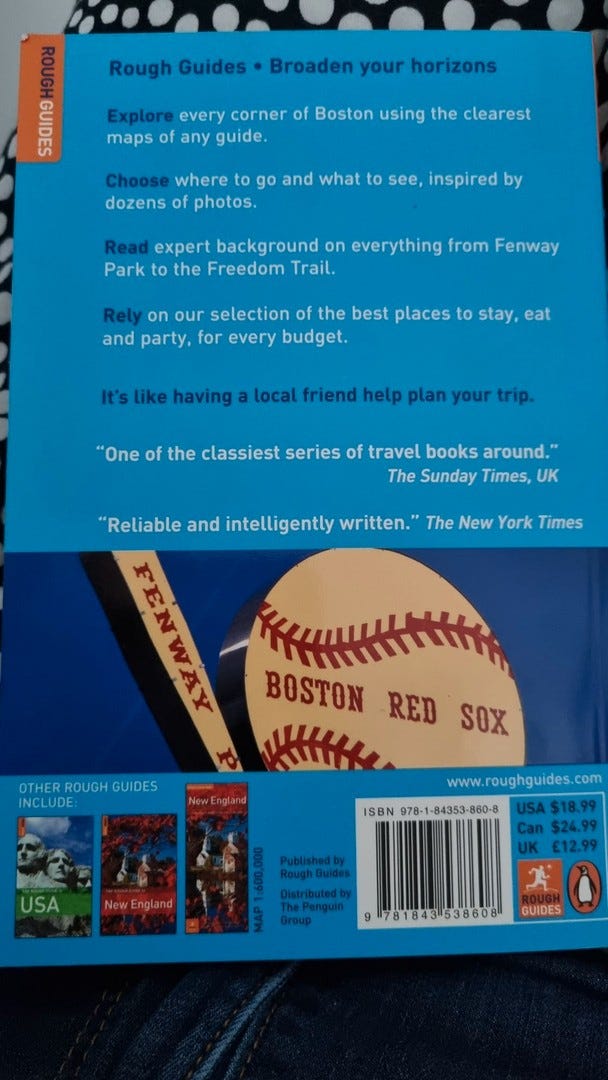 ROUGH GUIDES
Rough Guides • Broaden your horizons
Explore every corner of Boston using the clearest
maps of any guide.
Choose where to go and what to see, inspired by
dozens of photos.
Read expert background on everything from Fenway
Park to the Freedom Trail.
Rely on our selection of the best places to stay, eat
and party, for every budget.
It's like having a local friend help plan your trip.
"One of the classiest series of travel books around."
The Sunday Times, UK
"Reliable and intelligently written." The New York Times
FENWAY P
BOSTON RED SOX
OTHER ROUGH GUIDES
INCLUDE:
USA
New England
New England
MAP 1:600,000
Published by
Rough Guides
Distributed by
The Penguin
Group
www.roughguides.com
ISBN 978-1-84353-860-8
9 781843 538608
USA $18.99
Can $24.99
UK £12.99
ROUGH
GUIDES